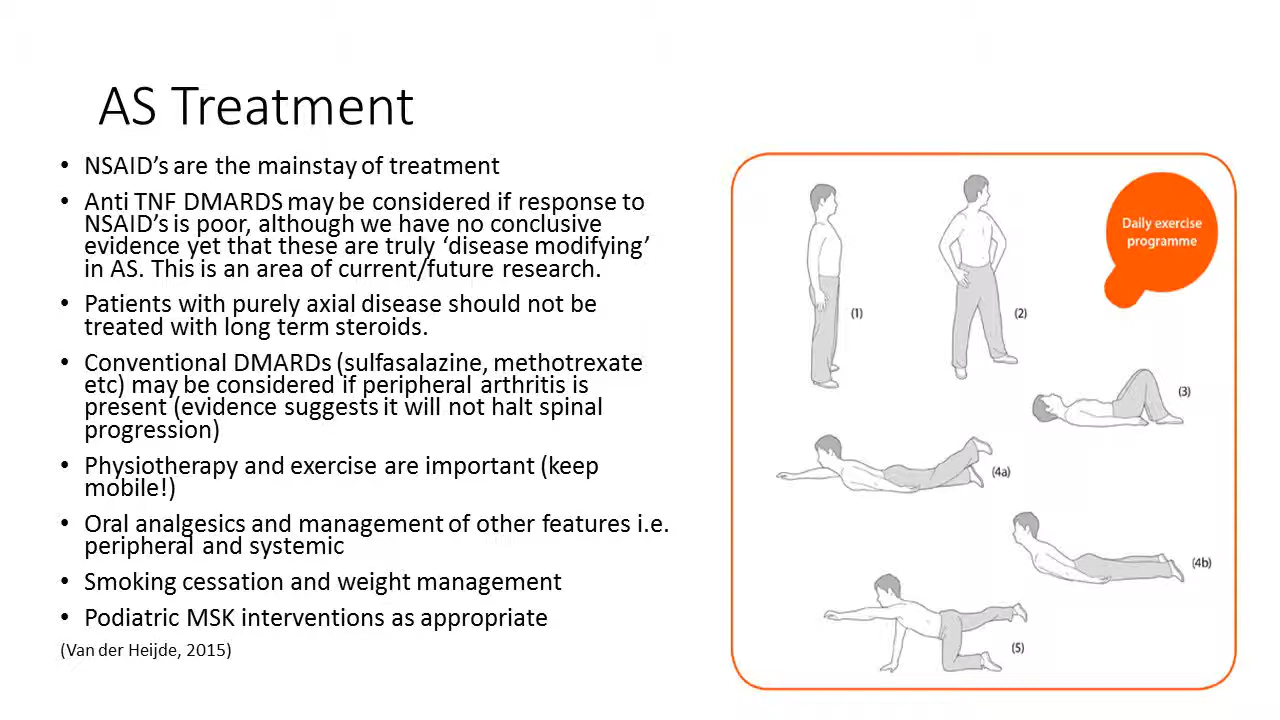 AS Treatment
• NSAID's are the mainstay of treatment
• Anti TNF DMARDS may be considered if response to
NSAID's is poor, although we have no conclusive
evidence yet that these are truly 'disease modifying'
in AS. This is an area of current/future research.
• Patients with purely axial disease should not be
treated with long term steroids.
• Conventional DMARDs (sulfasalazine, methotrexate
etc) may be considered if peripheral arthritis is
present (evidence suggests it will not halt spinal
progression)
• Physiotherapy and exercise are important (keep
mobile!)
• Oral analgesics and management of other features i.e.
peripheral and systemic
• Smoking cessation and weight management
• Podiatric MSK interventions as appropriate
(Van der Heijde, 2015)
Daily exercise
programme
(1)
(2)
(3)
(4a)
(4b)
(5)